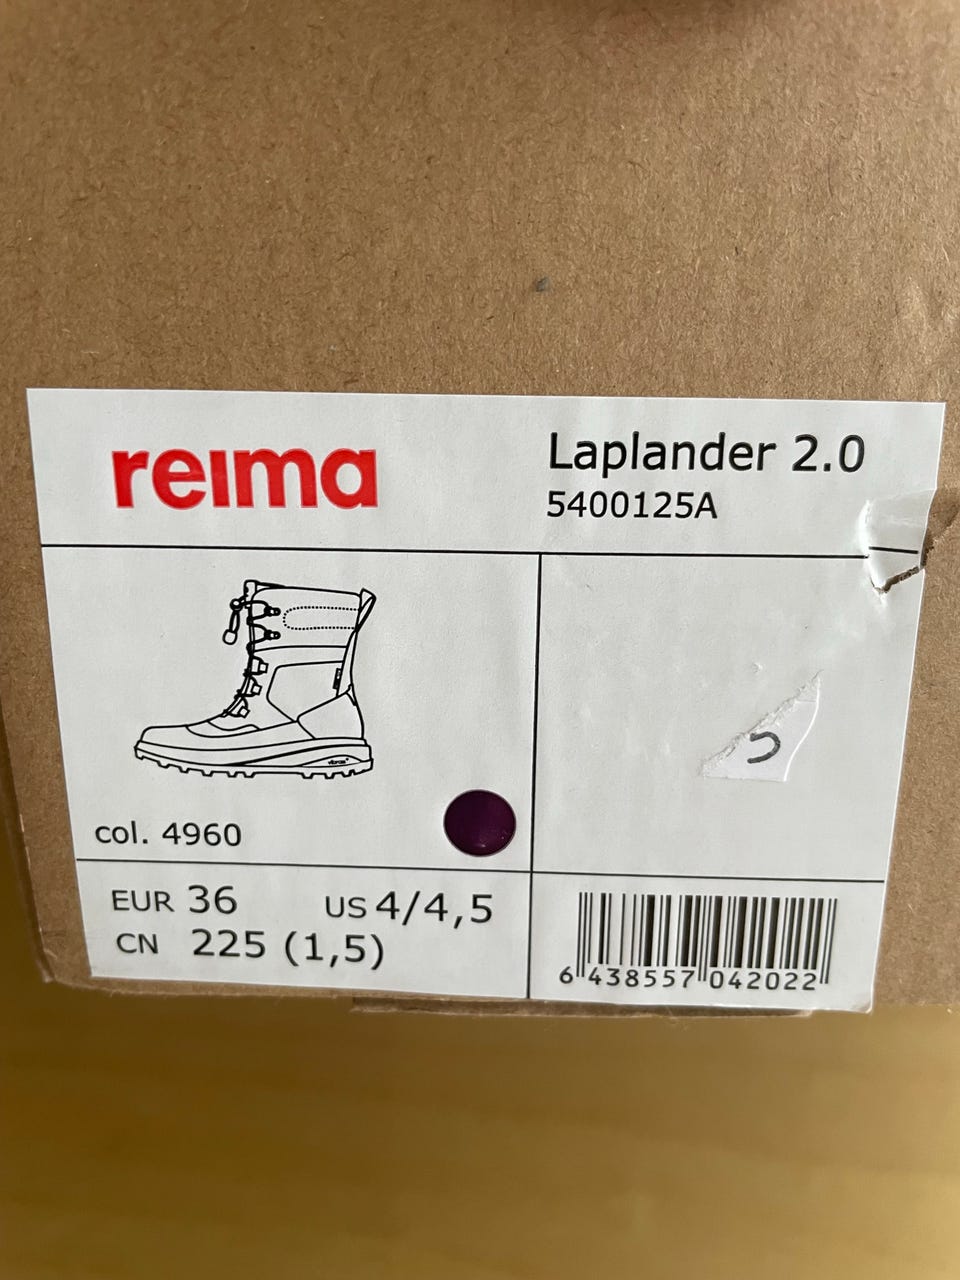 reima
Laplander 2.0
5400125A
vibram
col. 4960
EUR 36 US 4/4,5
CN 225 (1,5)
6 438557 042022